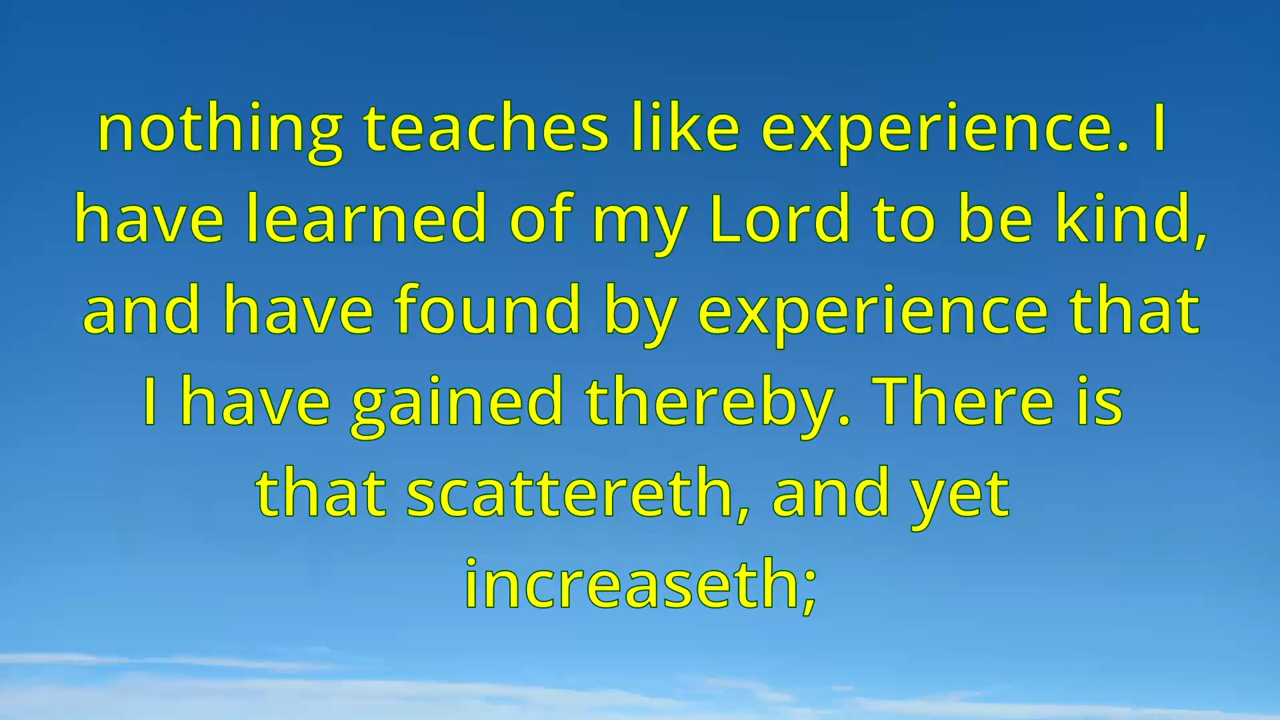 nothing teaches like experience. I
have learned of my Lord to be kind,
and have found by experience that
I have gained thereby. There is
that scattereth, and yet
increaseth;